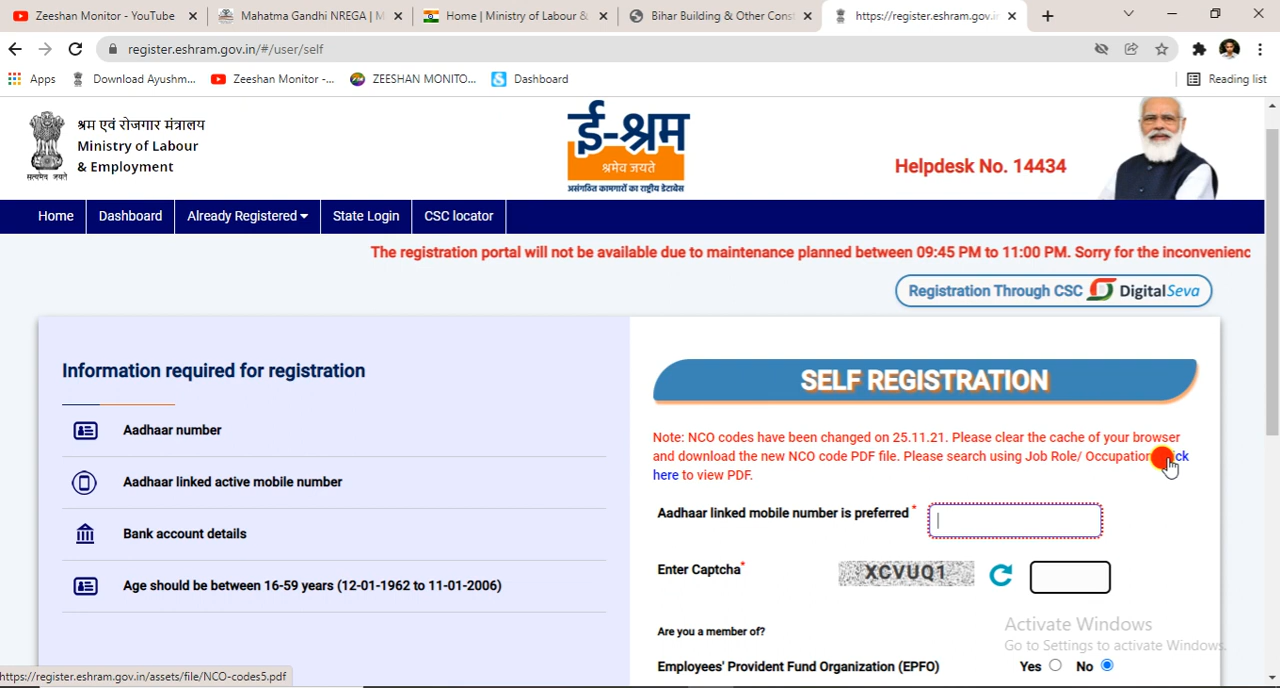 Zeeshan Monitor - YouTube
Mahatma Gandhi NREGA | M
Home | Ministry of Labour &
Bihar Building & Other Const
https://register.eshram.gov.in
register.eshram.gov.in/#/user/self
Apps
Download Ayushm...
Zeeshan Monitor -...
ZEESHAN MONITO...
Dashboard
Reading list
श्रम एवं रोजगार मंत्रालय
Ministry of Labour
& Employment
सत्यमेव जयते
ई-श्रम
श्रमेव जयते
असंगठित कामगारों का राष्ट्रीय डेटाबेस
Helpdesk No. 14434
Home
Dashboard
Already Registered
State Login
CSC locator
The registration portal will not be available due to maintenance planned between 09:45 PM to 11:00 PM. Sorry for the inconvenienc
Registration Through CSC DigitalSeva
Information required for registration
Aadhaar number
Aadhaar linked active mobile number
Bank account details
Age should be between 16-59 years (12-01-1962 to 11-01-2006)
SELF REGISTRATION
Note: NCO codes have been changed on 25.11.21. Please clear the cache of your browser
and download the new NCO code PDF file. Please search using Job Role/ Occupation ck
here to view PDF.
Aadhaar linked mobile number is preferred *
Enter Captcha*
XCVUQ1
Are you a member of?
Employees' Provident Fund Organization (EPFO)
Yes No
Activate Windows
Go to Settings to activate Windows.
https://register.eshram.gov.in/assets/file/NCO-codes5.pdf